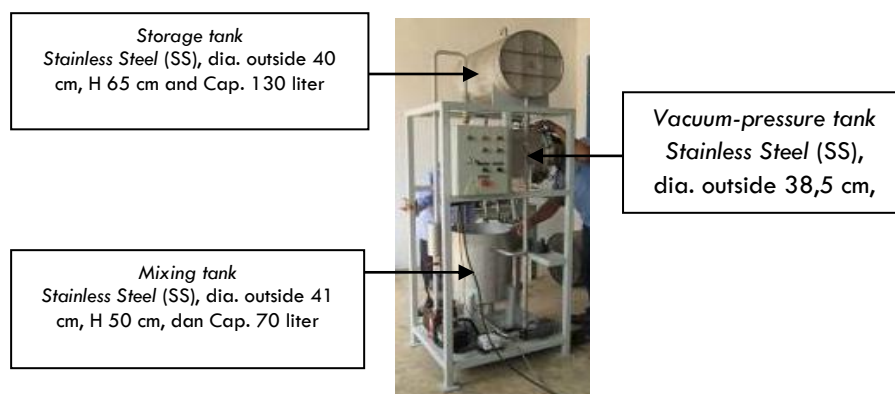 Storage tank
Stainless Steel (SS), dia. outside 40
cm, H 65 cm and Cap. 130 liter
Vacuum-pressure tank
Stainless Steel (SS),
dia. outside 38,5 cm,
Mixing tank
Stainless Steel (SS), dia. outside 41
cm, H 50 cm, dan Cap. 70 liter